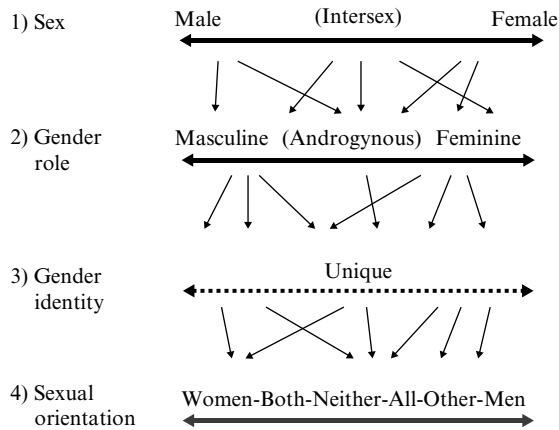 1) Sex
Male (Intersex) Female
2) Gender role
Masculine (Androgynous) Feminine
3) Gender identity
Unique
4) Sexual orientation
Women-Both-Neither-All-Other-Men